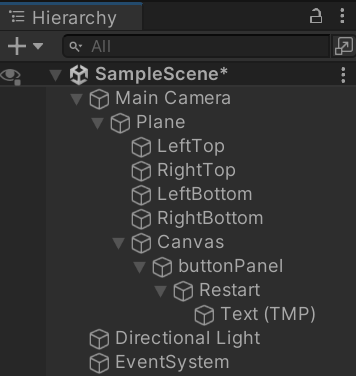 Hierarchy
All
SampleScene*
Main Camera
Plane
LeftTop
RightTop
LeftBottom
RightBottom
Canvas
buttonPanel
Restart
Text (TMP)
Directional Light
EventSystem